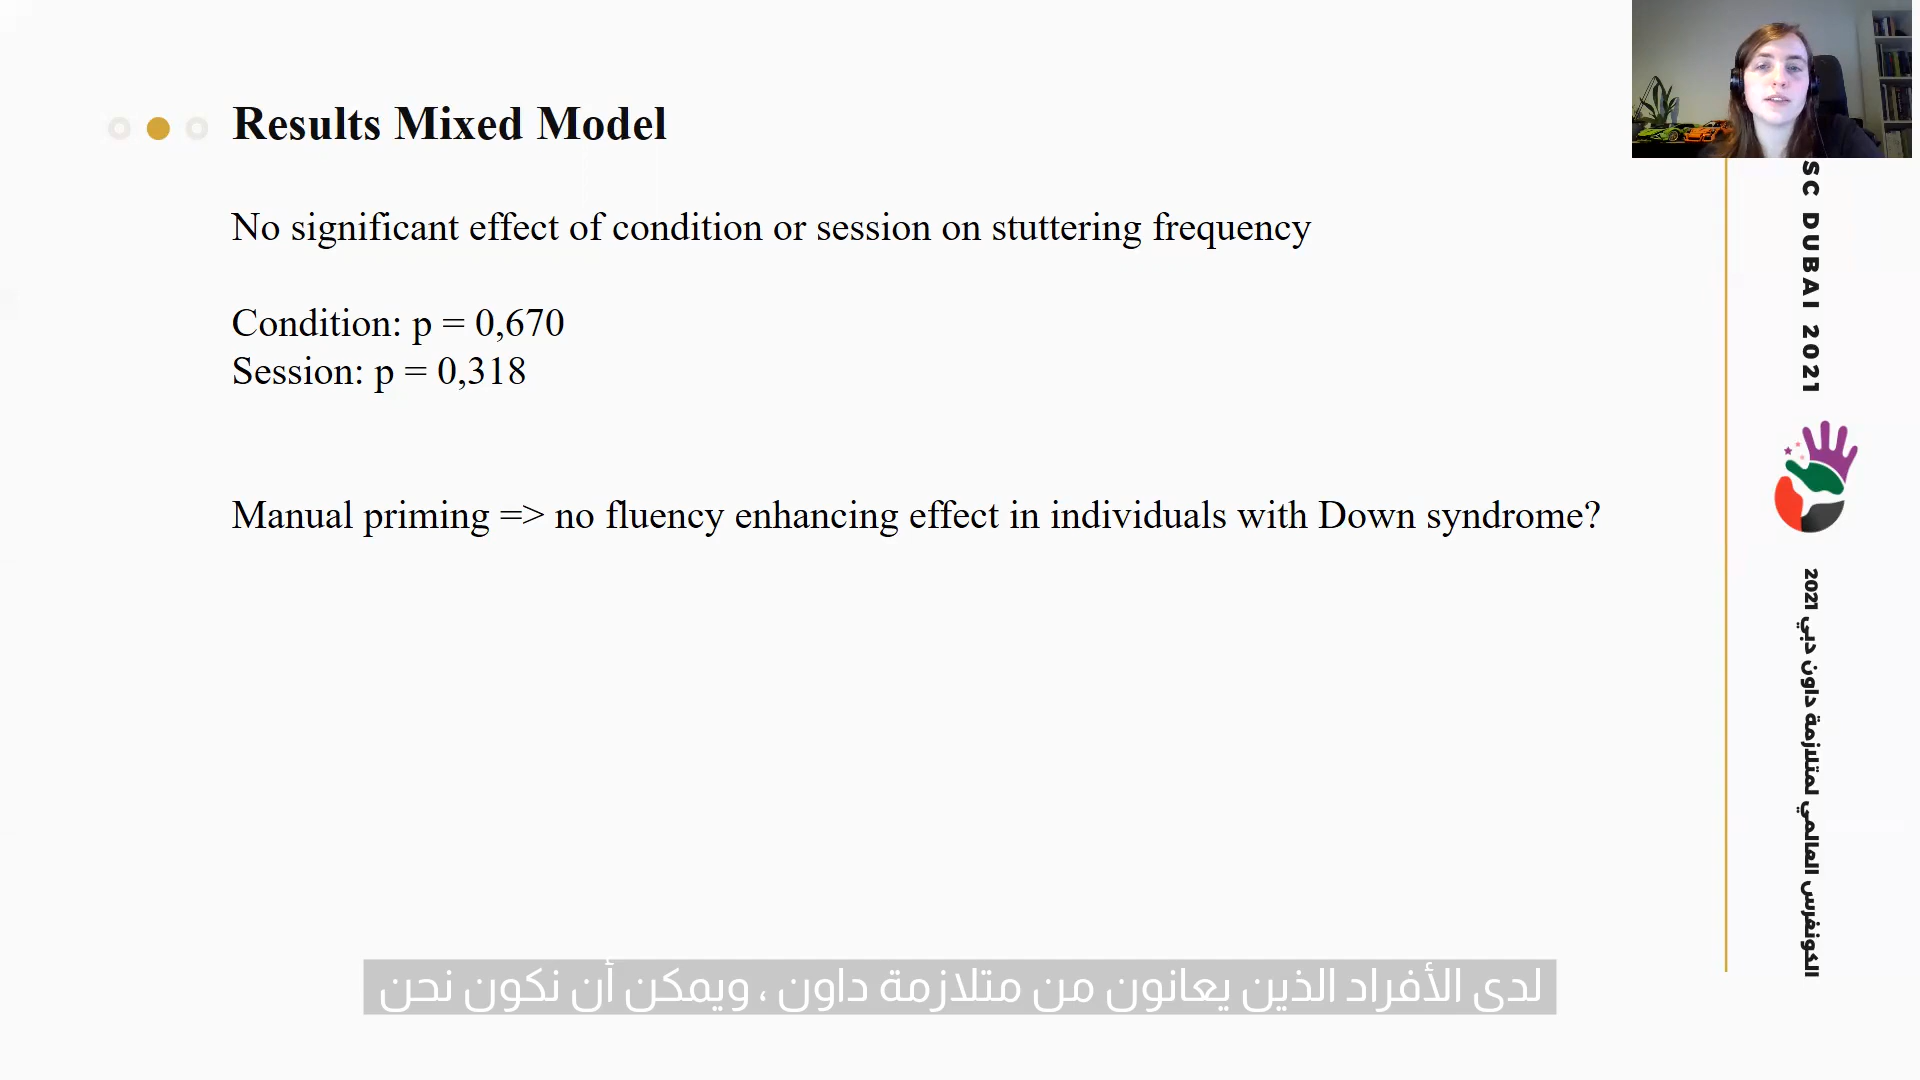 Results Mixed Model
No significant effect of condition or session on stuttering frequency
Condition: p = 0,670
Session: p = 0,318
Manual priming => no fluency enhancing effect in individuals with Down syndrome?
SC DUBAI 2021
الكونغرس العالمي لمتلازمة داون دبي 2021
لدى الأفراد الذين يعانون من متلازمة داون ، ويمكن أن نكون نحن